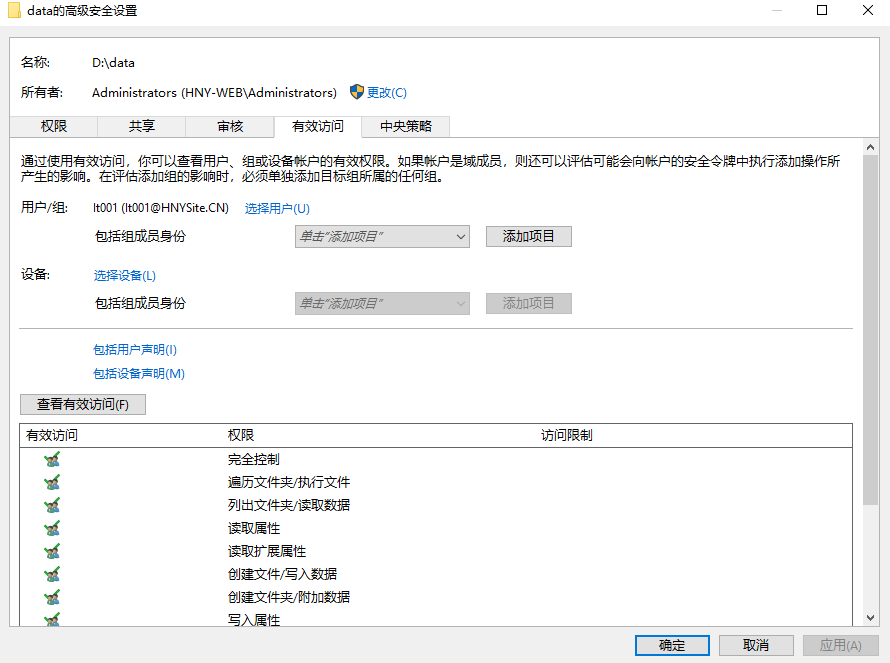 data的高级安全设置
名称: D:\data
所有者: Administrators (HNY-WEB\Administrators) 更改(C)
权限 共享 审核 有效访问 中央策略
通过使用有效访问，你可以查看用户、组或设备帐户的有效权限。如果帐户是域成员，则还可以评估可能会向帐户的安全令牌中执行添加操作所
产生的影响。在评估添加组的影响时，必须单独添加目标组所属的任何组。
用户/组: lt001 (lt001@HNYSite.CN) 选择用户(U)
包括组成员身份 单击“添加项目” 添加项目
设备: 选择设备(L)
包括组成员身份 单击“添加项目” 添加项目
包括用户声明(I)
包括设备声明(M)
查看有效访问(F)
有效访问 权限 访问限制
完全控制
遍历文件夹/执行文件
列出文件夹/读取数据
读取属性
读取扩展属性
创建文件/写入数据
创建文件夹/附加数据
写入属性
确定 取消 应用(A)